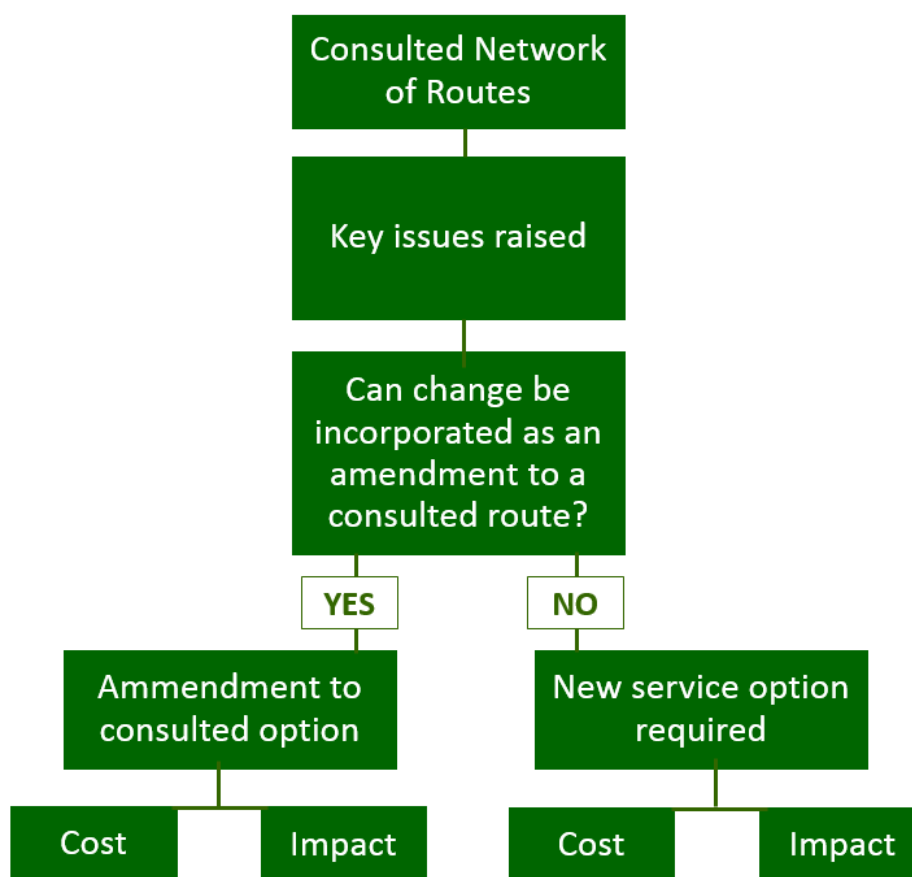 Consulted Network
of Routes
Key issues raised
Can change be
incorporated as an
amendment to a
consulted route?
YES
NO
Ammendment to
consulted option
New service option
required
Cost
Impact
Cost
Impact